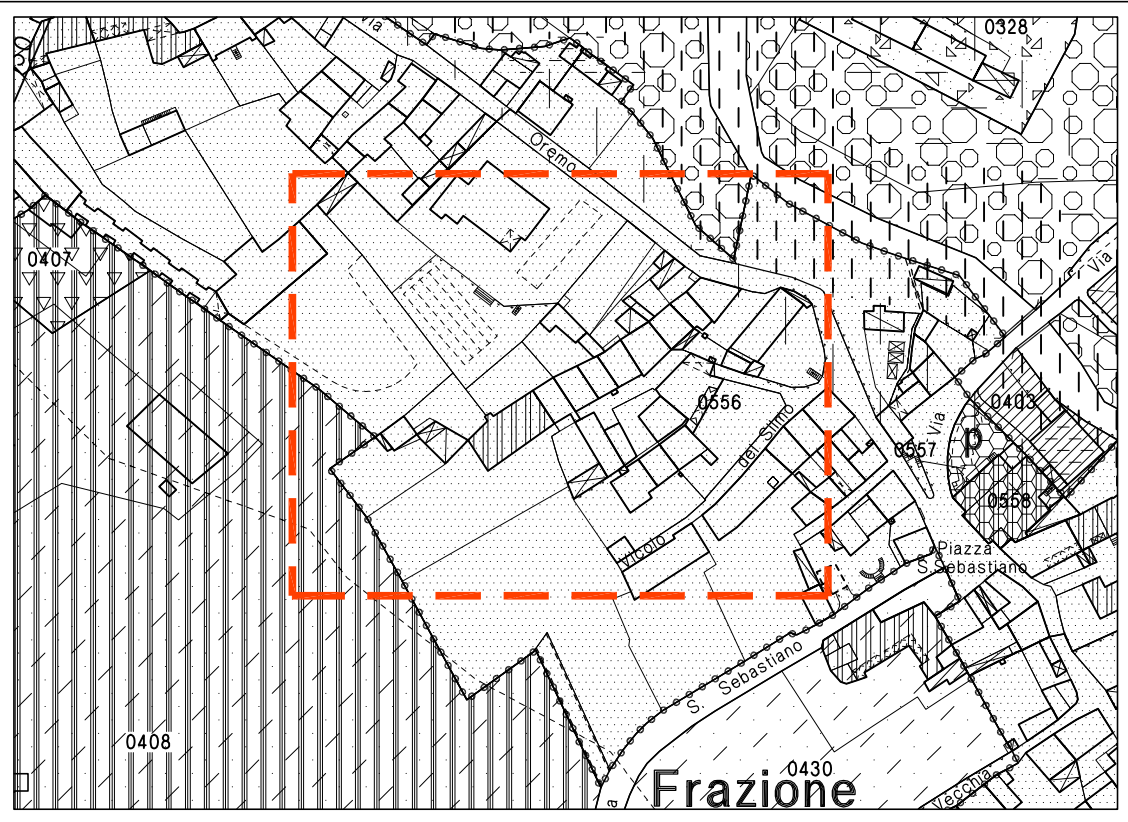 Via
0328
Oremo
0407
Via
0556
0403
Via
p
0557
del Silno
0558
vicolo
Piazza
S.Sebastiano
S. Sebastiano
0408
0430
Frazione
Vecchia
a